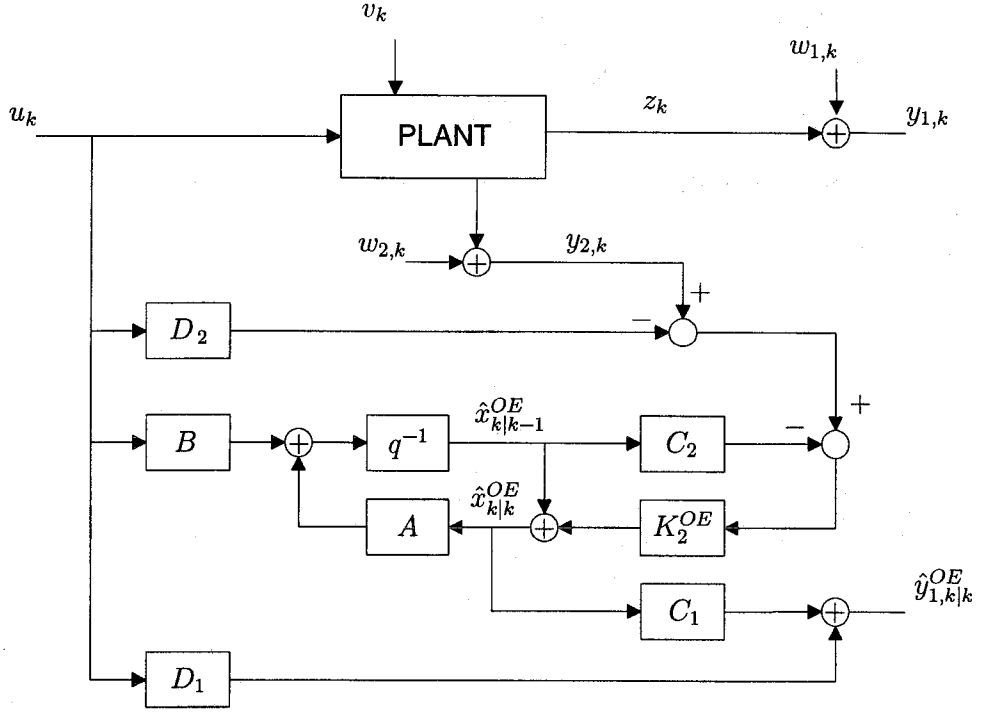 v_k
w_{1,k}
u_k
PLANT
z_k
y_{1,k}
+
w_{2,k}
+
y_{2,k}
+
D_2
−
+
B
+
q^{-1}
\hat{x}^{OE}_{k|k-1}
C_2
−
A
\hat{x}^{OE}_{k|k}
+
K_2^{OE}
C_1
+
\hat{y}^{OE}_{1,k|k}
D_1